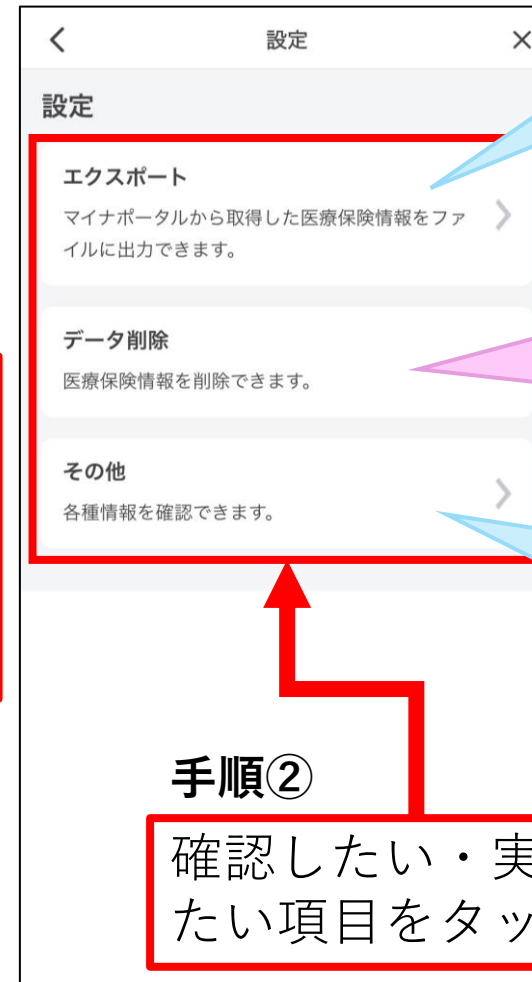 設定
設定
エクスポート
マイナポータルから取得した医療保険情報をファ
イルに出力できます。
データ削除
医療保険情報を削除できます。
その他
各種情報を確認できます。
手順②
確認したい・実
たい項目をタッ